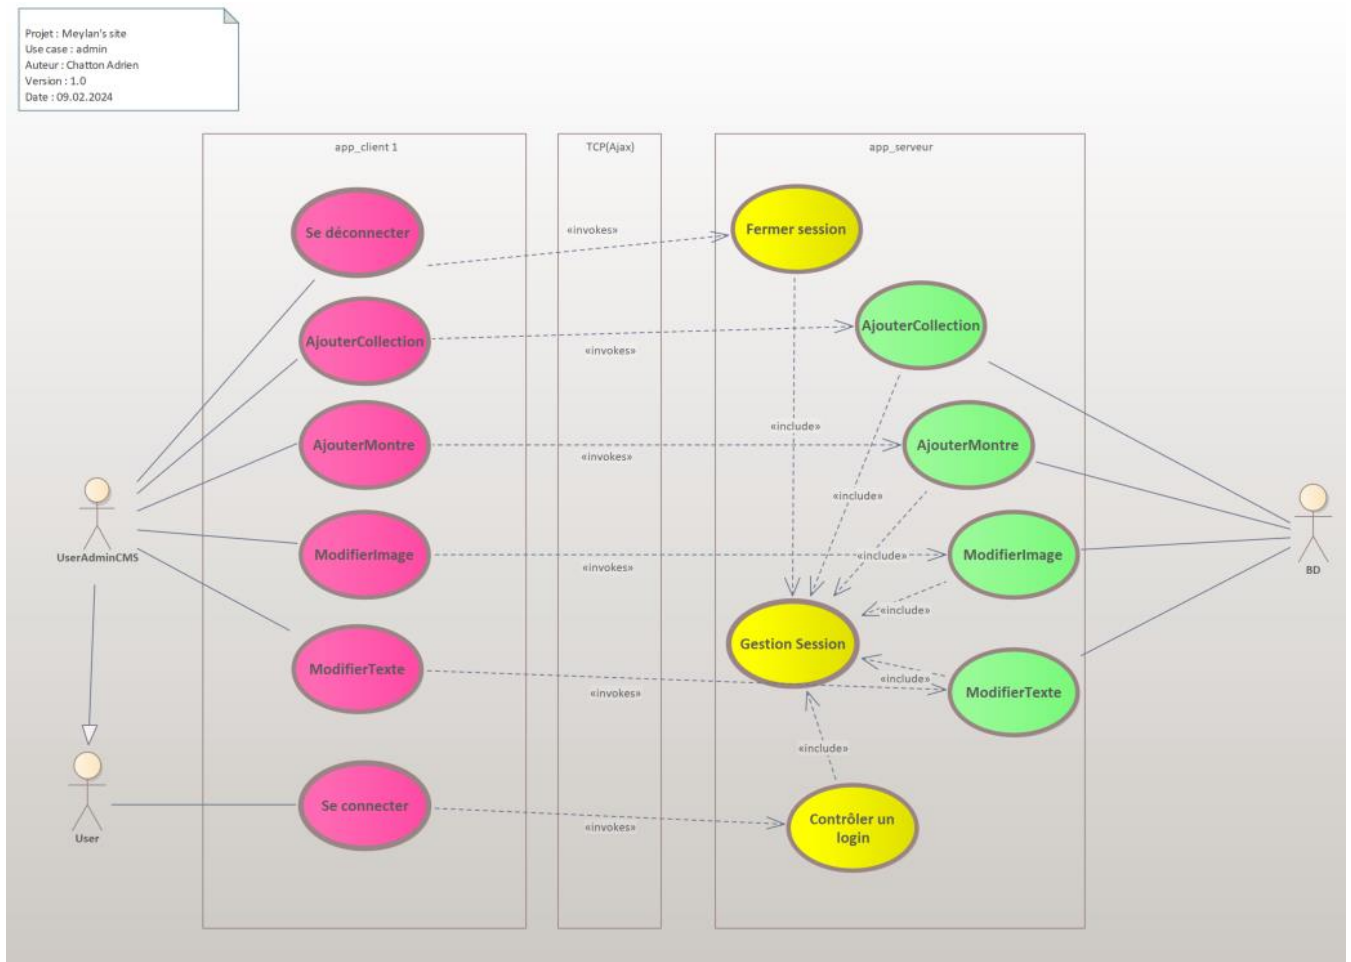 Projet : Meylan's site
Use case : admin
Auteur : Chatton Adrien
Version : 1.0
Date : 09.02.2024
app_client 1
TCP(Ajax)
app_serveur
Se déconnecter
«invokes»
Fermer session
AjouterCollection
«invokes»
AjouterCollection
«include»
AjouterMontre
«invokes»
AjouterMontre
«include»
UserAdminCMS
ModifierImage
«invokes»
«include»
ModifierImage
BD
«include»
Gestion Session
ModifierTexte
«invokes»
«include»
ModifierTexte
«include»
User
Se connecter
«invokes»
Contrôler un
login